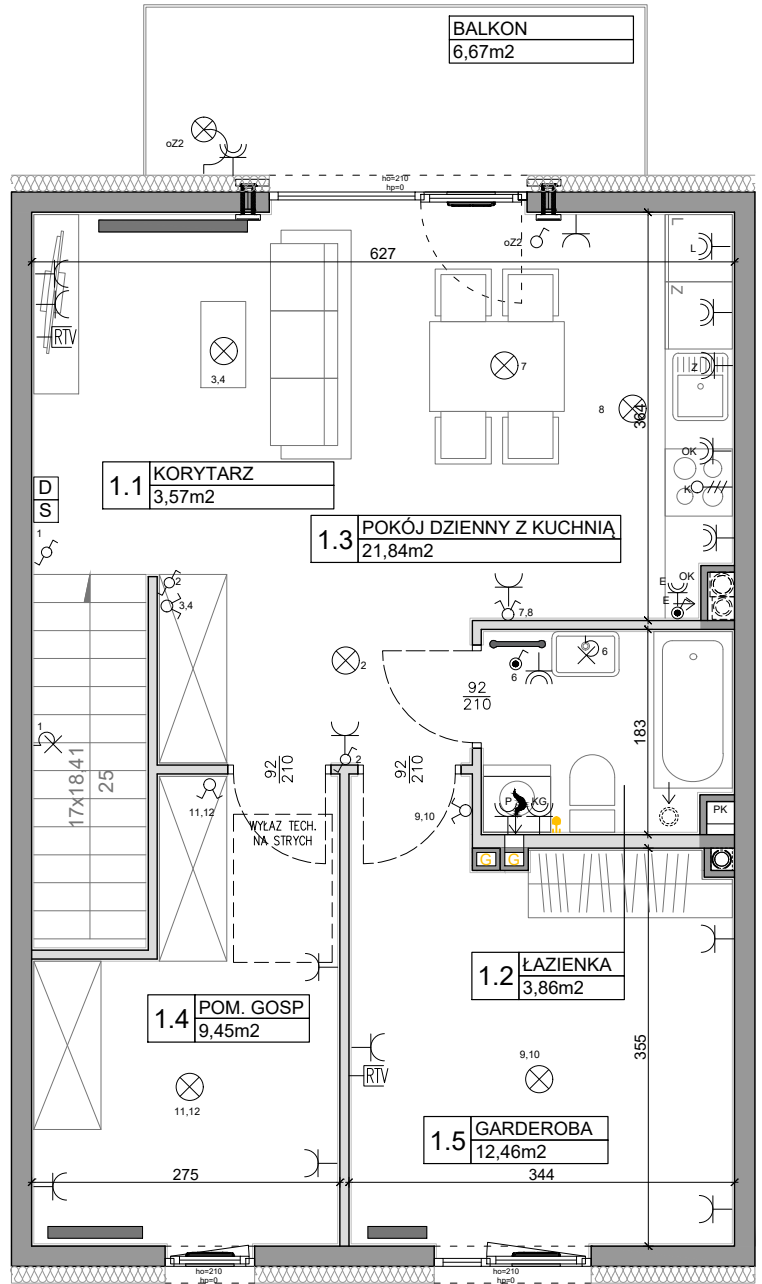 BALKON
6,67m2
oZ2
ho=210
hp=0
oZ2
L
L
627
Z
RTV
3,4
7
Z
8
364
OK
K
1.1 KORYTARZ
3,57m2
D
S
1.3 POKÓJ DZIENNY Z KUCHNIĄ
21,84m2
1
2
3,4
7,8
E OK
E
2
6
6
92
210
183
1
17x18,41
25
92
210
2
92
210
11,12
9,10
P
KG
PK
WYŁAZ TECH.
NA STRYCH
G
G
1.2 ŁAZIENKA
3,86m2
1.4 POM. GOSP
9,45m2
355
RTV
9,10
11,12
1.5 GARDEROBA
12,46m2
275
344
ho=210
hp=0
ho=210
hp=0